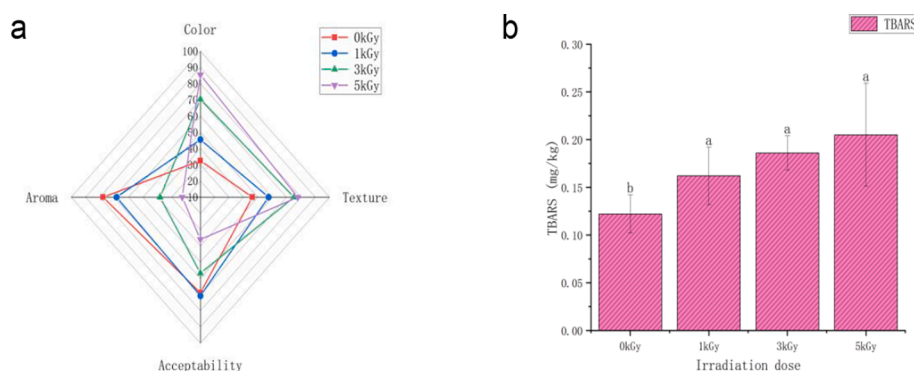 a
Color
100
90
80
70
60
50
40
30
20
10
Aroma
Texture
Acceptability
0kGy
1kGy
3kGy
5kGy
b
TBARS
0.30
0.25
0.20
0.15
0.10
0.05
0.00
TBARS (mg/kg)
b
a
a
a
0kGy
1kGy
3kGy
5kGy
Irradiation dose